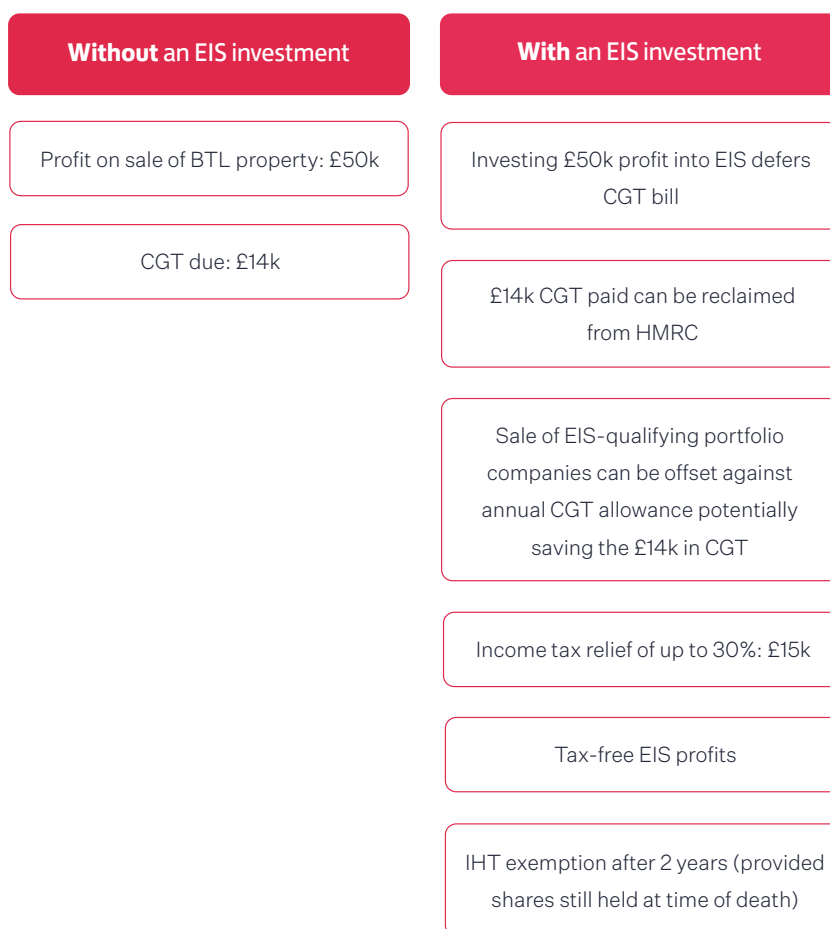 Without an EIS investment
Profit on sale of BTL property: £50k
CGT due: £14k
With an EIS investment
Investing £50k profit into EIS defers
CGT bill
£14k CGT paid can be reclaimed
from HMRC
Sale of EIS-qualifying portfolio
companies can be offset against
annual CGT allowance potentially
saving the £14k in CGT
Income tax relief of up to 30%: £15k
Tax-free EIS profits
IHT exemption after 2 years (provided
shares still held at time of death)